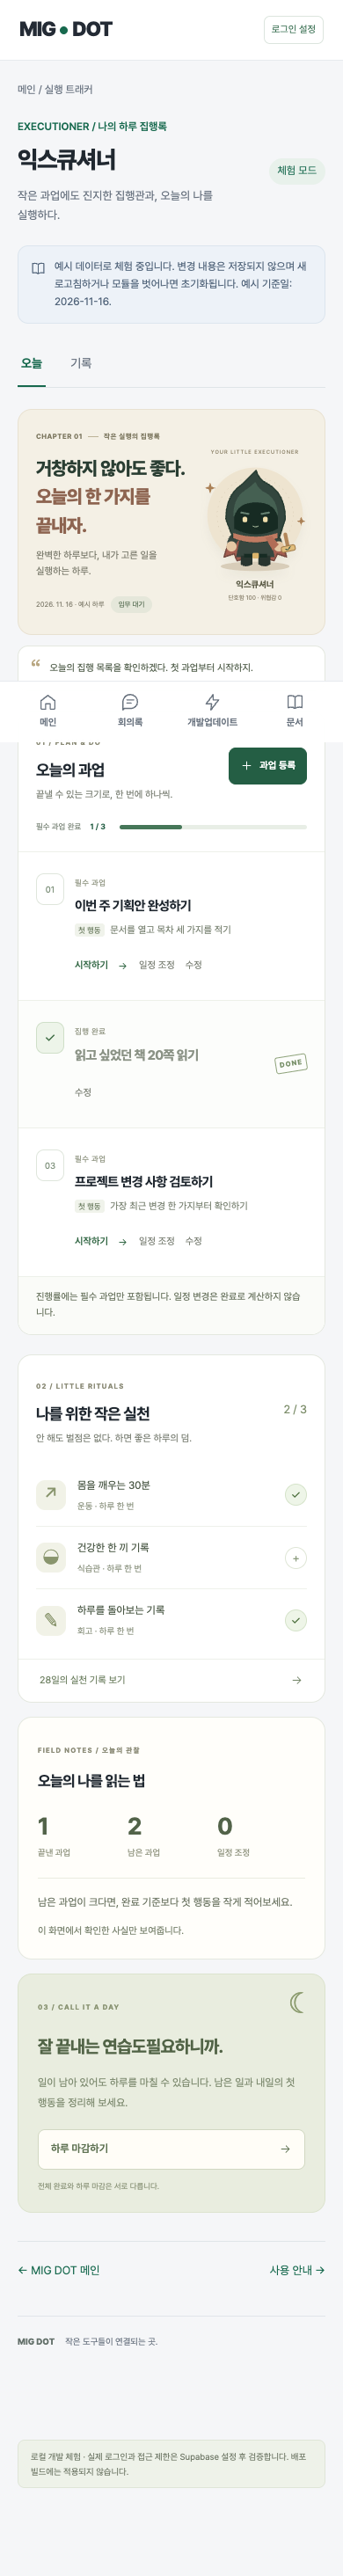 MIG DOT
로그인 설정
메인 / 실행 트래커
EXECUTIONER / 나의 하루 집행록
익스큐셔너
체험 모드
작은 과업에도 진지한 집행관과, 오늘의 나를
실행하다.
예시 데이터로 체험 중입니다. 변경 내용은 저장되지 않으며 새
로고침하거나 모듈을 벗어나면 초기화됩니다. 예시 기준일:
2026-11-16.
오늘
기록
CHAPTER 01 — 작은 실행의 집행록
거창하지 않아도 좋다.
오늘의 한 가지를
끝내자.
완벽한 하루보다, 내가 고른 일을
실행하는 하루.
2026. 11. 16 · 예시 하루
임무 대기
YOUR LITTLE EXECUTIONER
익스큐셔너
단호함 100 · 위협감 0
“ 오늘의 집행 목록을 확인하겠다. 첫 과업부터 시작하지.
메인
회의록
개발업데이트
문서
01 / PLAN & DO
오늘의 과업
+ 과업 등록
끝낼 수 있는 크기로, 한 번에 하나씩.
필수 과업 완료 1 / 3
01
필수 과업
이번 주 기획안 완성하기
첫 행동 문서를 열고 목차 세 가지를 적기
시작하기 → 일정 조정 수정
집행 완료
읽고 싶었던 책 20쪽 읽기
DONE
수정
03
필수 과업
프로젝트 변경 사항 검토하기
첫 행동 가장 최근 변경 한 가지부터 확인하기
시작하기 → 일정 조정 수정
진행률에는 필수 과업만 포함됩니다. 일정 변경은 완료로 계산하지 않습
니다.
02 / LITTLE RITUALS
나를 위한 작은 실천
2 / 3
안 해도 벌점은 없다. 하면 좋은 하루의 덤.
몸을 깨우는 30분
운동 · 하루 한 번
건강한 한 끼 기록
식습관 · 하루 한 번
+
하루를 돌아보는 기록
회고 · 하루 한 번
28일의 실천 기록 보기 →
FIELD NOTES / 오늘의 관찰
오늘의 나를 읽는 법
1
2
0
끝낸 과업
남은 과업
일정 조정
남은 과업이 크다면, 완료 기준보다 첫 행동을 작게 적어보세요.
이 화면에서 확인한 사실만 보여줍니다.
03 / CALL IT A DAY
잘 끝내는 연습도필요하니까.
일이 남아 있어도 하루를 마칠 수 있습니다. 남은 일과 내일의 첫
행동을 정리해 보세요.
하루 마감하기 →
전체 완료와 하루 마감은 서로 다릅니다.
← MIG DOT 메인
사용 안내 →
MIG DOT 작은 도구들이 연결되는 곳.
로컬 개발 체험 · 실제 로그인과 접근 제한은 Supabase 설정 후 검증합니다. 배포
빌드에는 적용되지 않습니다.